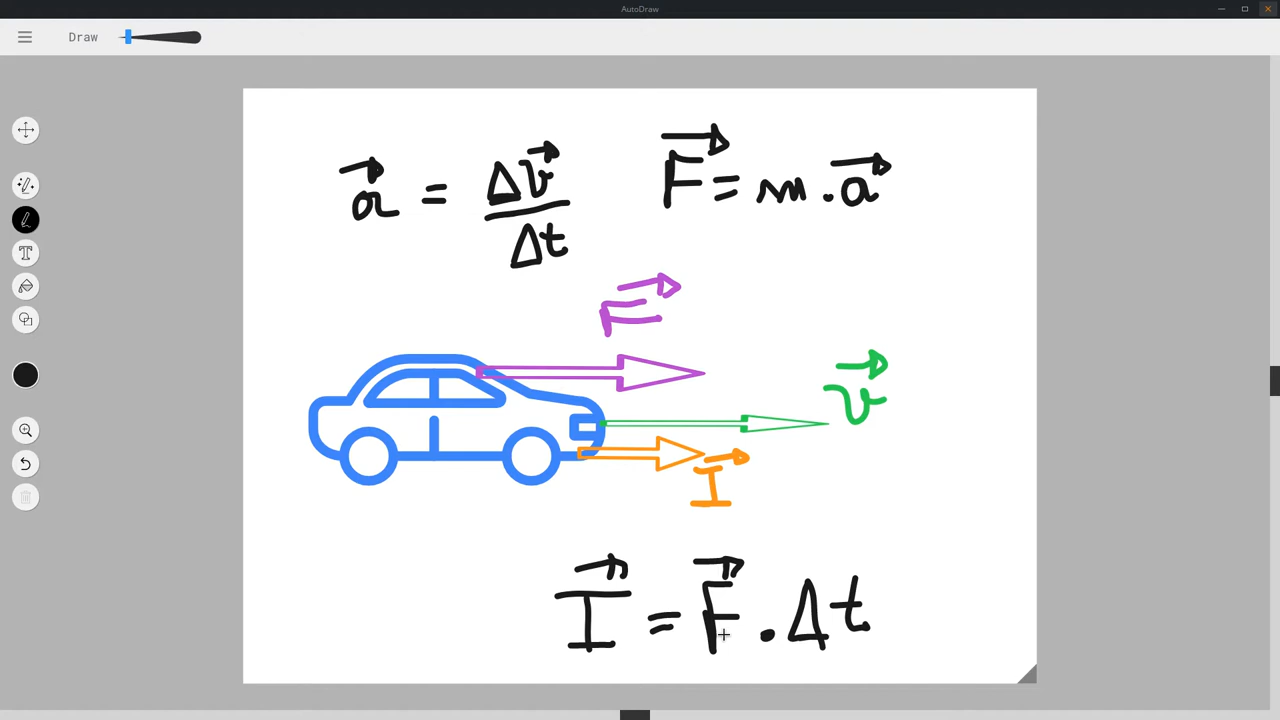 AutoDraw
Draw
a⃗ = Δv⃗/Δt
F⃗ = m.a⃗
F⃗
v⃗
I⃗
I⃗ = F⃗ . Δt